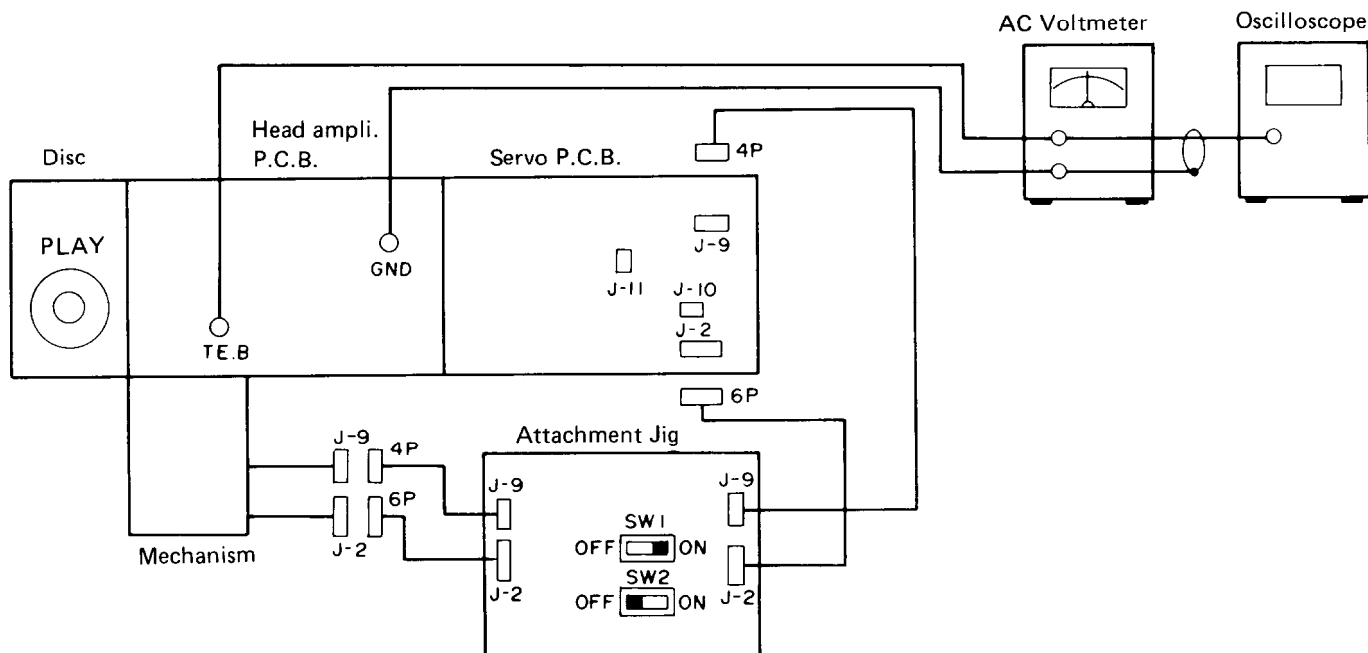 AC Voltmeter
Oscilloscope
Disc
Head ampli.
P.C.B.
Servo P.C.B.
4P
PLAY
GND
J-9
J-11
J-10
J-2
TE.B
6P
Attachment Jig
J-9
4P
J-9
J-9
6P
SW1
OFF ON
Mechanism
J-2
SW2
J-2
OFF ON
J-2